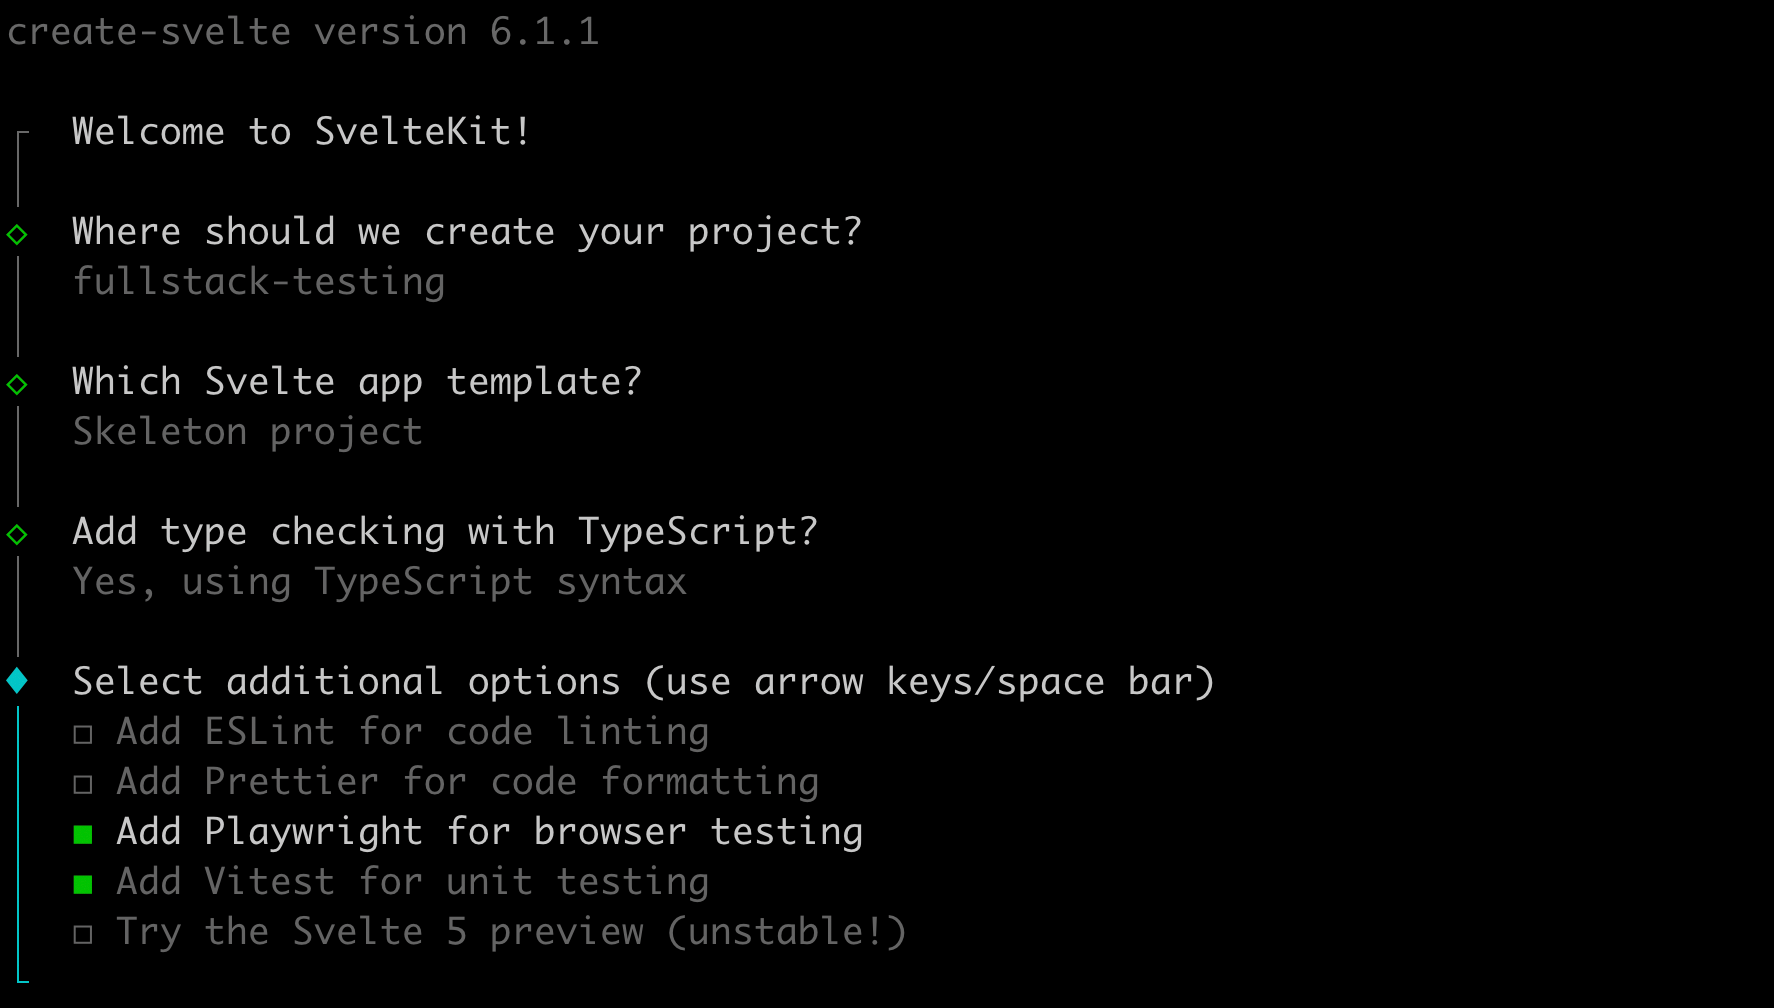 create-svelte version 6.1.1
Welcome to SvelteKit!
Where should we create your project?
fullstack-testing
Which Svelte app template?
Skeleton project
Add type checking with TypeScript?
Yes, using TypeScript syntax
Select additional options (use arrow keys/space bar)
Add ESLint for code linting
Add Prettier for code formatting
Add Playwright for browser testing
Add Vitest for unit testing
Try the Svelte 5 preview (unstable!)